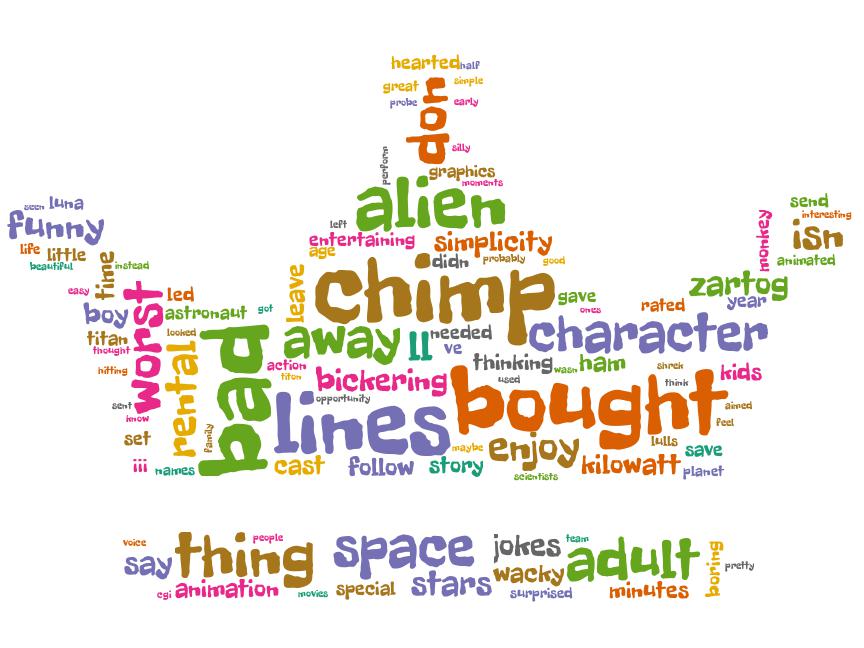 hearted half
great simple
probe early
don
silly
perform
graphics
moments
alien
seen luna
funny
left
life little
beautiful
time
instead
entertaining
age
simplicity
didn probably good
monkey
send
interesting
isn
animated
zartog
year
easy
worst
led
boy
astronaut got
titan looked
thought
hitting
leave
chimp
gave
ones
rated
away
ll
needed
ve
character
action
titon
bickering
thinking
wasn
ham
used
shrek
think
kids
rental
bad
opportunity
lines
bought
aimed
feel
sent
know
set
family
iii names
cast
follow
story
maybe
enjoy
scientists
kilowatt
lulls
save
planet
voice
people
say
thing
space
jokes
team
adult
boring
pretty
cgi
animation
movies
special
stars
wacky
surprised
minutes